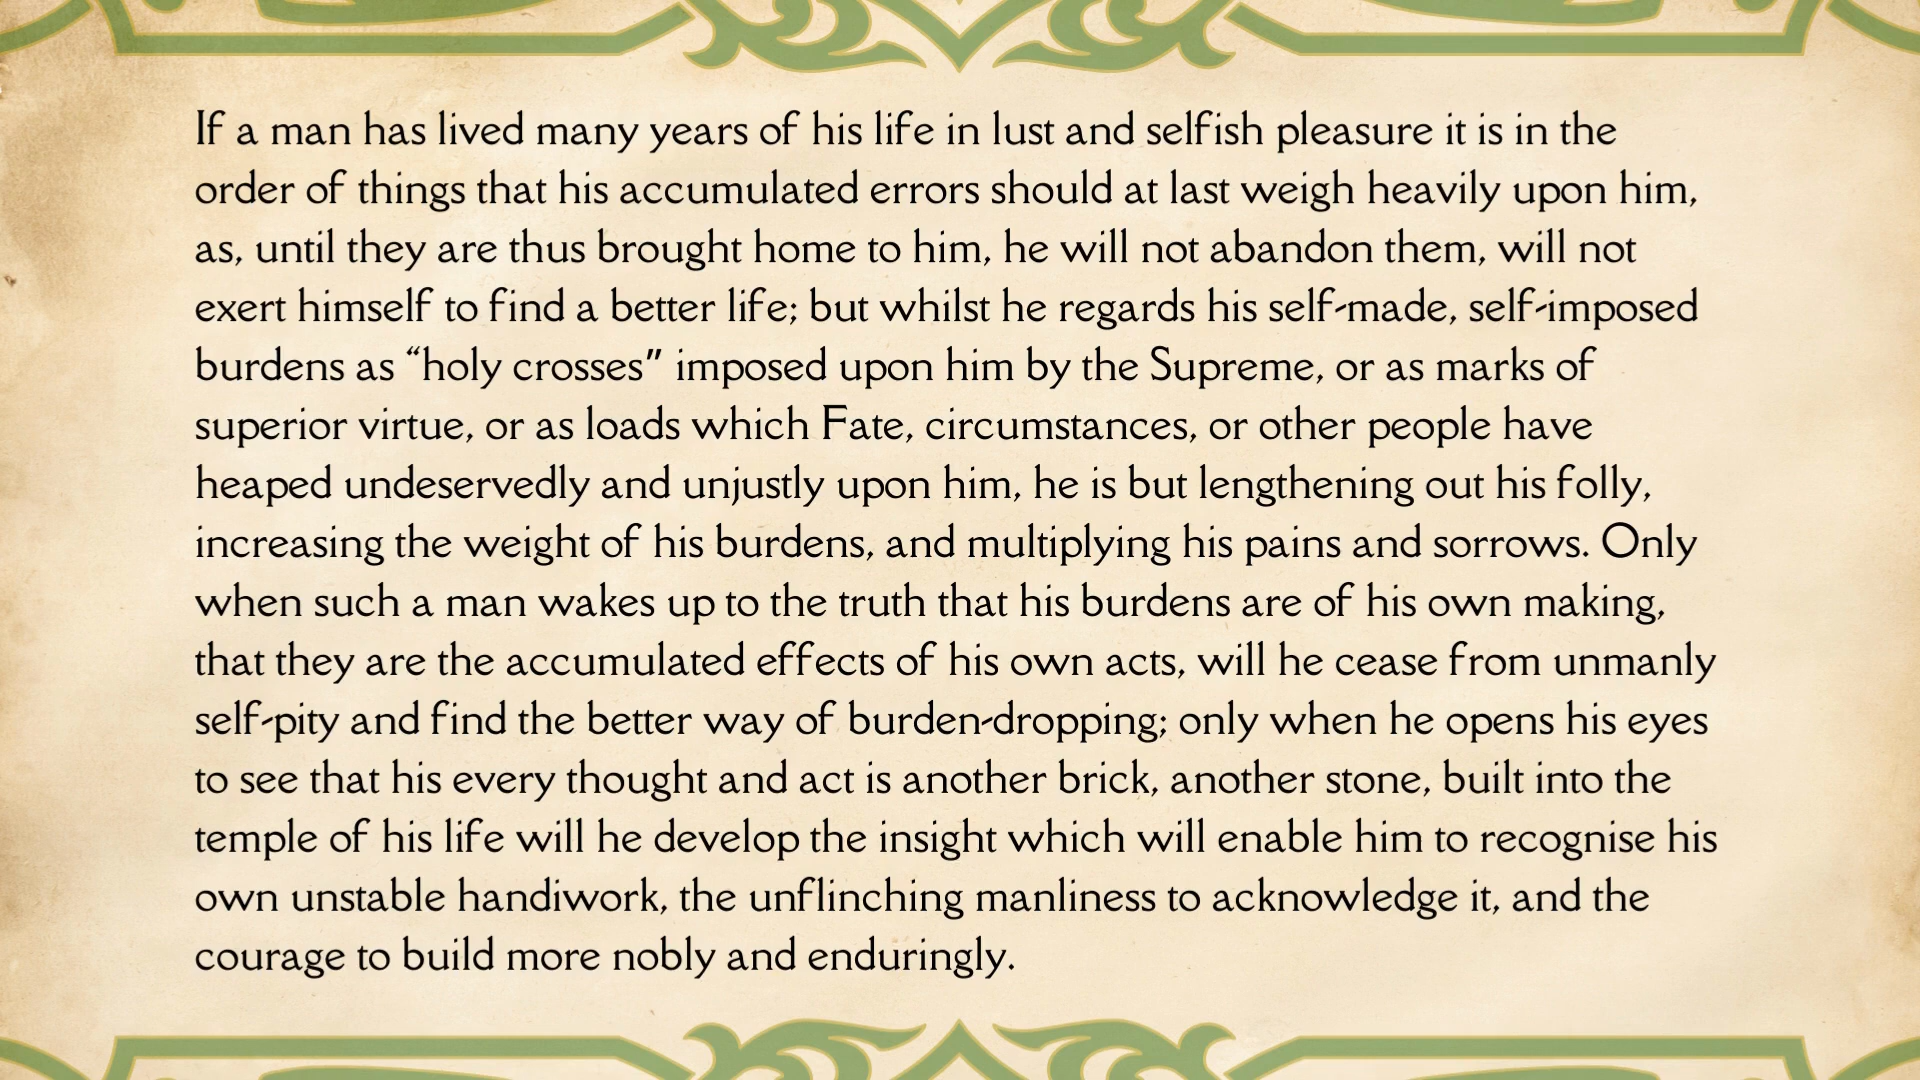 If a man has lived many years of his life in lust and selfish pleasure it is in the
order of things that his accumulated errors should at last weigh heavily upon him,
as, until they are thus brought home to him, he will not abandon them, will not
exert himself to find a better life; but whilst he regards his self-made, self-imposed
burdens as “holy crosses” imposed upon him by the Supreme, or as marks of
superior virtue, or as loads which Fate, circumstances, or other people have
heaped undeservedly and unjustly upon him, he is but lengthening out his folly,
increasing the weight of his burdens, and multiplying his pains and sorrows. Only
when such a man wakes up to the truth that his burdens are of his own making,
that they are the accumulated effects of his own acts, will he cease from unmanly
self-pity and find the better way of burden-dropping; only when he opens his eyes
to see that his every thought and act is another brick, another stone, built into the
temple of his life will he develop the insight which will enable him to recognise his
own unstable handiwork, the unflinching manliness to acknowledge it, and the
courage to build more nobly and enduringly.